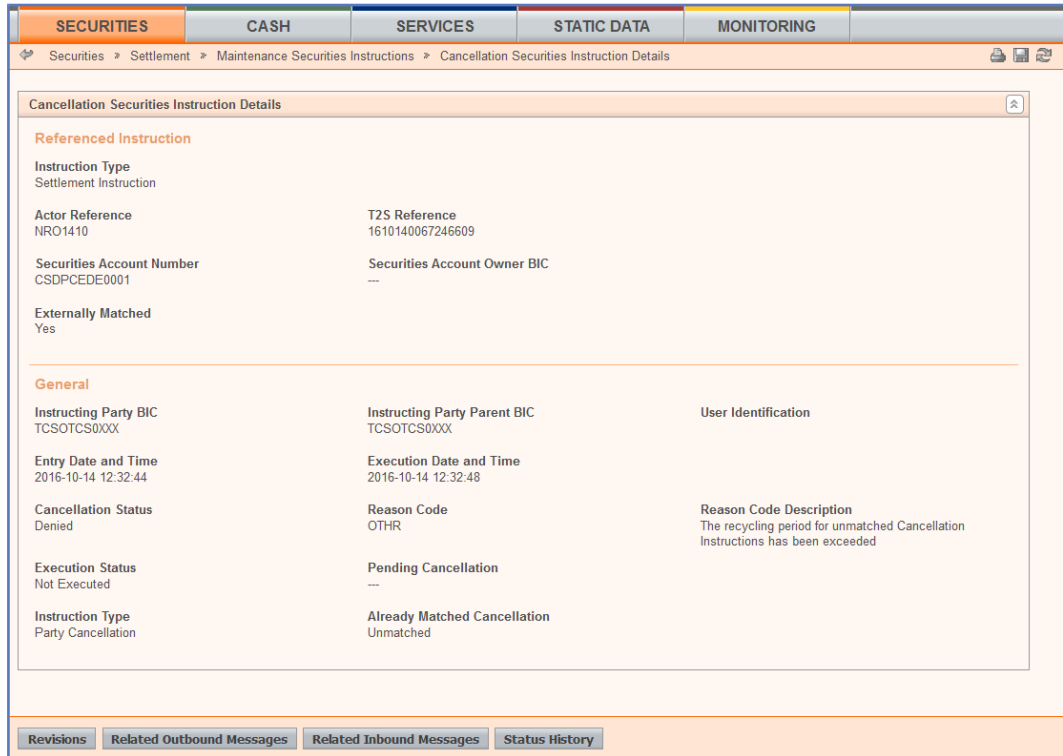 SECURITIES CASH SERVICES STATIC DATA MONITORING
Securities » Settlement » Maintenance Securities Instructions » Cancellation Securities Instruction Details
Cancellation Securities Instruction Details
Referenced Instruction
Instruction Type
Settlement Instruction
Actor Reference T2S Reference
NRO1410 1610140067246609
Securities Account Number Securities Account Owner BIC
CSDPCEDE0001 ---
Externally Matched
Yes
General
Instructing Party BIC Instructing Party Parent BIC User Identification
TCSOTCS0XXX TCSOTCS0XXX
Entry Date and Time Execution Date and Time
2016-10-14 12:32:44 2016-10-14 12:32:48
Cancellation Status Reason Code Reason Code Description
Denied OTHR The recycling period for unmatched Cancellation
Instructions has been exceeded
Execution Status Pending Cancellation
Not Executed ---
Instruction Type Already Matched Cancellation
Party Cancellation Unmatched
Revisions Related Outbound Messages Related Inbound Messages Status History